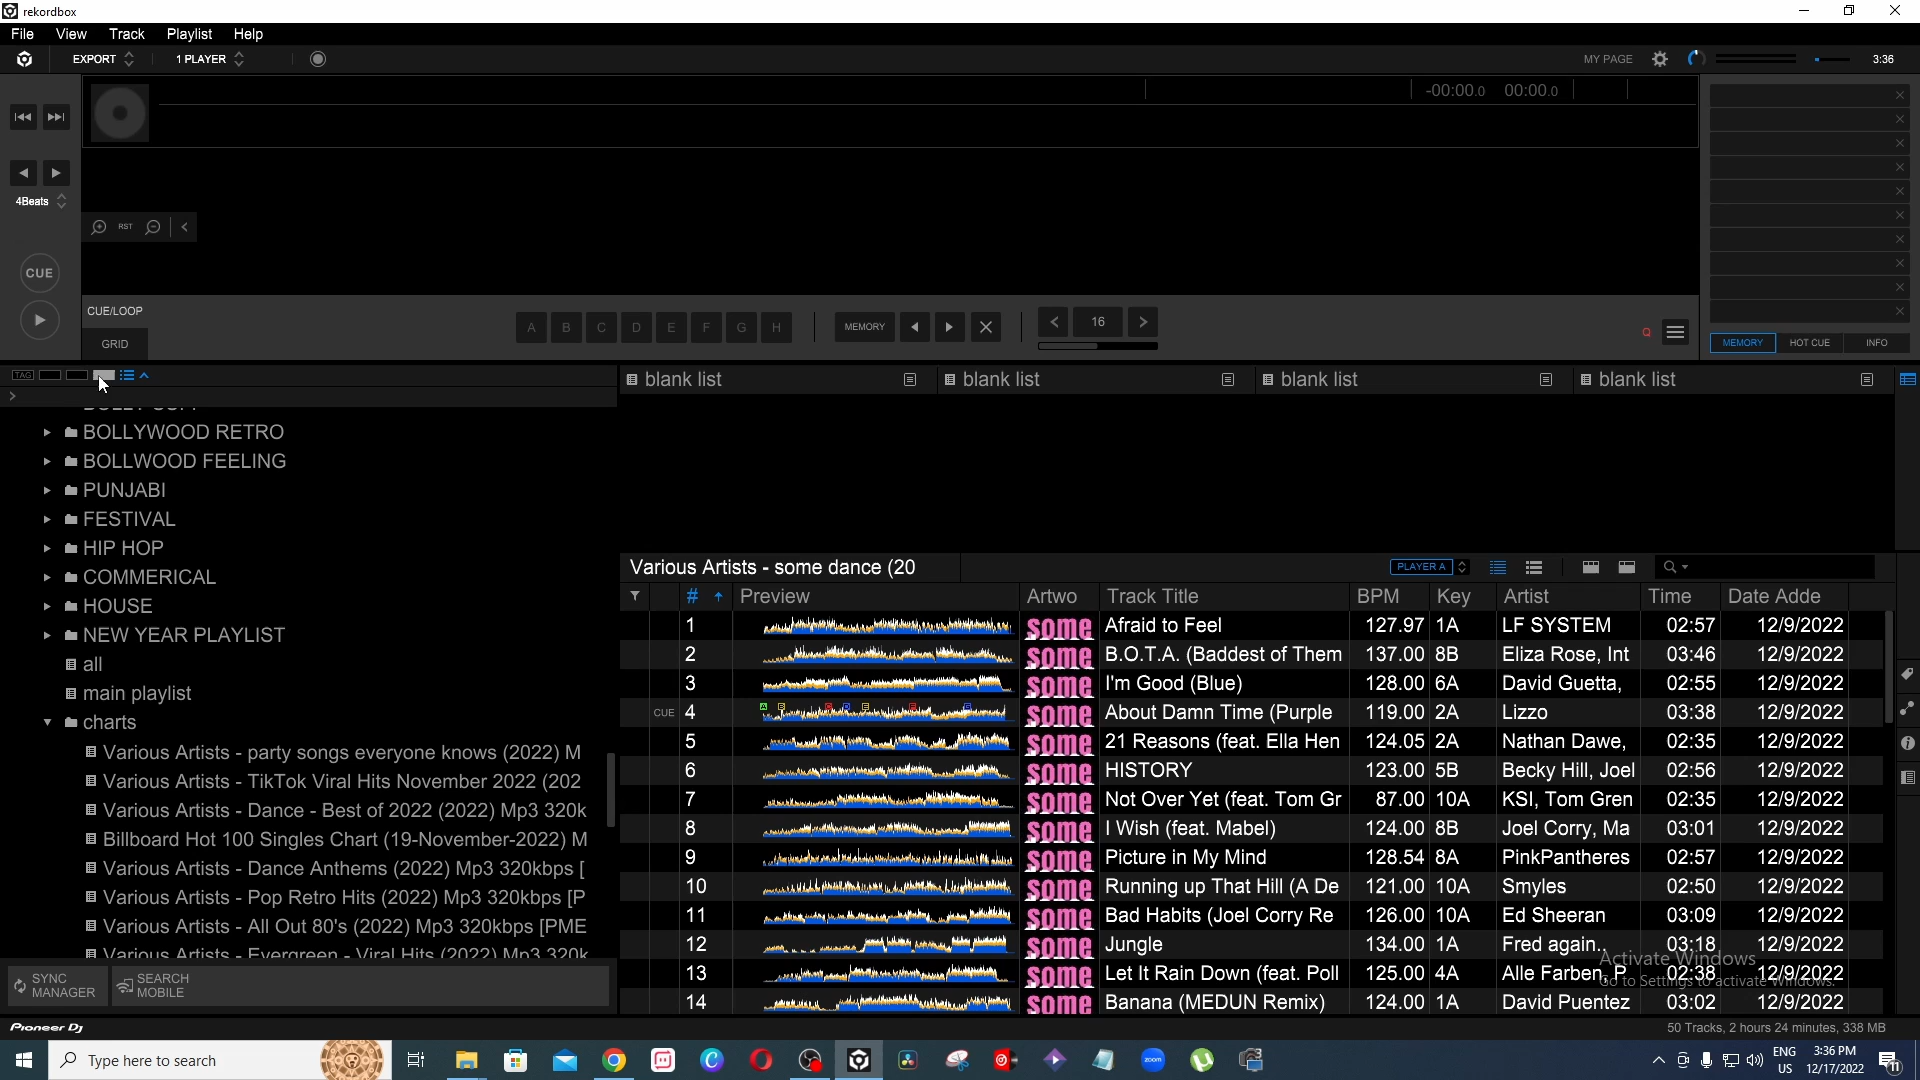 rekordbox
File View Track Playlist Help
EXPORT 1 PLAYER MY PAGE 3:36
-00:00.0 00:00.0
4Beats
RST
CUE
CUE/LOOP
A B C D E F G H MEMORY 16 Q
GRID MEMORY HOT CUE INFO
TAG
blank list blank list blank list blank list
BOLLYWOOD RETRO
BOLLWOOD FEELING
PUNJABI
FESTIVAL
HIP HOP
COMMERICAL
HOUSE
NEW YEAR PLAYLIST
all
main playlist
charts
Various Artists - party songs everyone knows (2022) M
Various Artists - TikTok Viral Hits November 2022 (202
Various Artists - Dance - Best of 2022 (2022) Mp3 320k
Billboard Hot 100 Singles Chart (19-November-2022) M
Various Artists - Dance Anthems (2022) Mp3 320kbps [
Various Artists - Pop Retro Hits (2022) Mp3 320kbps [P
Various Artists - All Out 80's (2022) Mp3 320kbps [PME
Various Artists - Evergreen - Viral Hits (2022) Mp3 320k
SYNC MANAGER
SEARCH MOBILE
Various Artists - some dance (20 PLAYER A
# Preview Artwo Track Title BPM Key Artist Time Date Adde
1 some Afraid to Feel 127.97 1A LF SYSTEM 02:57 12/9/2022
2 some B.O.T.A. (Baddest of Them 137.00 8B Eliza Rose, Int 03:46 12/9/2022
3 some I'm Good (Blue) 128.00 6A David Guetta, 02:55 12/9/2022
CUE 4 some About Damn Time (Purple 119.00 2A Lizzo 03:38 12/9/2022
5 some 21 Reasons (feat. Ella Hen 124.05 2A Nathan Dawe, 02:35 12/9/2022
6 some HISTORY 123.00 5B Becky Hill, Joel 02:56 12/9/2022
7 some Not Over Yet (feat. Tom Gr 87.00 10A KSI, Tom Gren 02:35 12/9/2022
8 some I Wish (feat. Mabel) 124.00 8B Joel Corry, Ma 03:01 12/9/2022
9 some Picture in My Mind 128.54 8A PinkPantheres 02:57 12/9/2022
10 some Running up That Hill (A De 121.00 10A Smyles 02:50 12/9/2022
11 some Bad Habits (Joel Corry Re 126.00 10A Ed Sheeran 03:09 12/9/2022
12 some Jungle 134.00 1A Fred again.. 03:18 12/9/2022
13 some Let It Rain Down (feat. Poll 125.00 4A Alle Farben, P 02:38 12/9/2022
14 some Banana (MEDUN Remix) 124.00 1A David Puentez 03:02 12/9/2022
Activate Windows
Go to Settings to activate Windows.
Pioneer Dj 50 Tracks, 2 hours 24 minutes, 338 MB
Type here to search zoom ENG US 3:36 PM 12/17/2022 11